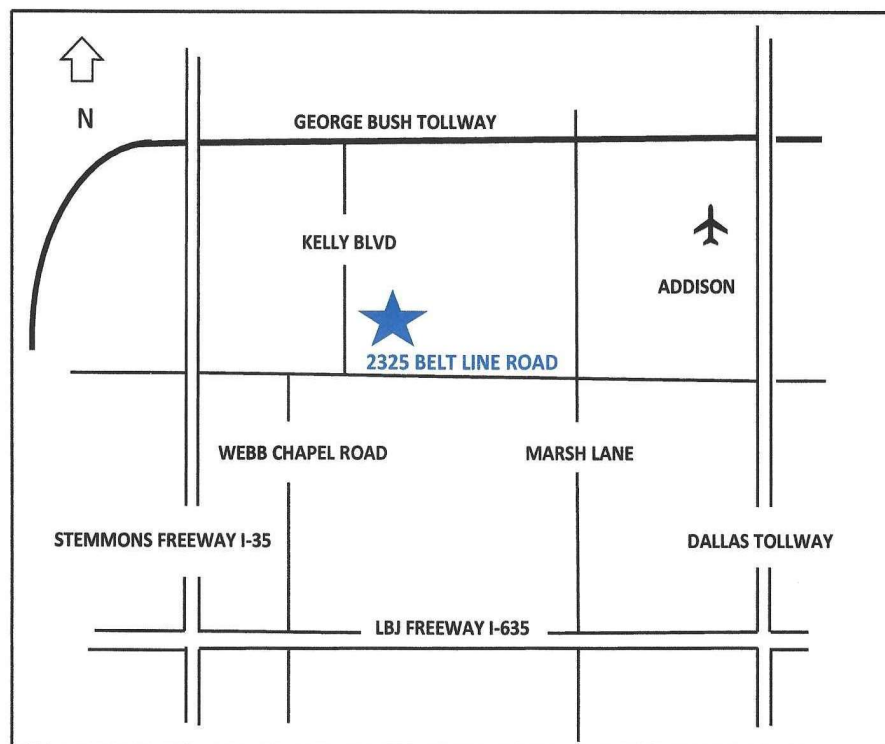 N
GEORGE BUSH TOLLWAY
KELLY BLVD
ADDISON
2325 BELT LINE ROAD
WEBB CHAPEL ROAD
MARSH LANE
STEMMONS FREEWAY I-35
DALLAS TOLLWAY
LBJ FREEWAY I-635